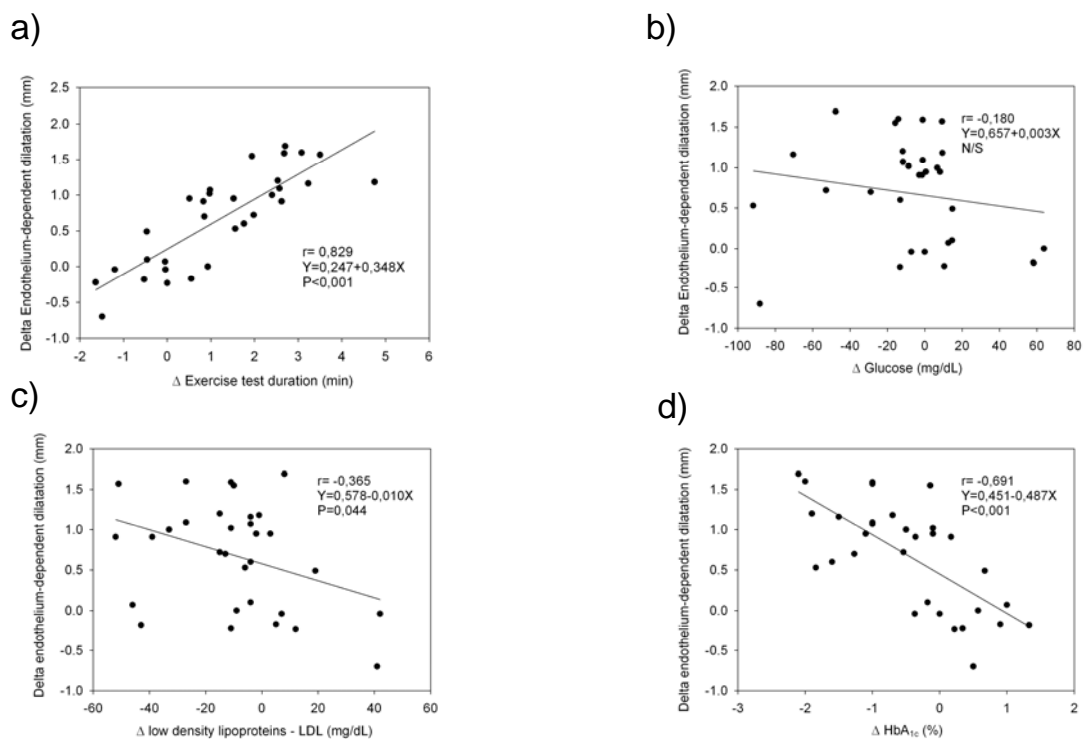 a)
Delta Endothelium-dependent dilatation (mm)
2.5
2.0
1.5
1.0
0.5
0.0
-0.5
-1.0
r= 0,829
Y=0,247+0,348X
P<0,001
-2 -1 0 1 2 3 4 5 6
Δ Exercise test duration (min)
b)
Delta Endothelium-dependent dilatation (mm)
2.0
1.5
1.0
0.5
0.0
-0.5
-1.0
r= -0,180
Y=0,657+0,003X
N/S
-100 -80 -60 -40 -20 0 20 40 60 80
Δ Glucose (mg/dL)
c)
Delta endothelium-dependent dilatation (mm)
2.0
1.5
1.0
0.5
0.0
-0.5
-1.0
r= -0,365
Y=0,578-0,010X
P=0,044
-60 -40 -20 0 20 40 60
Δ low density lipoproteins - LDL (mg/dL)
d)
Delta endothelium-dependent dilatation (mm)
2.0
1.5
1.0
0.5
0.0
-0.5
-1.0
r= -0,691
Y=0,451-0,487X
P<0,001
-3 -2 -1 0 1 2
Δ HbA1c (%)